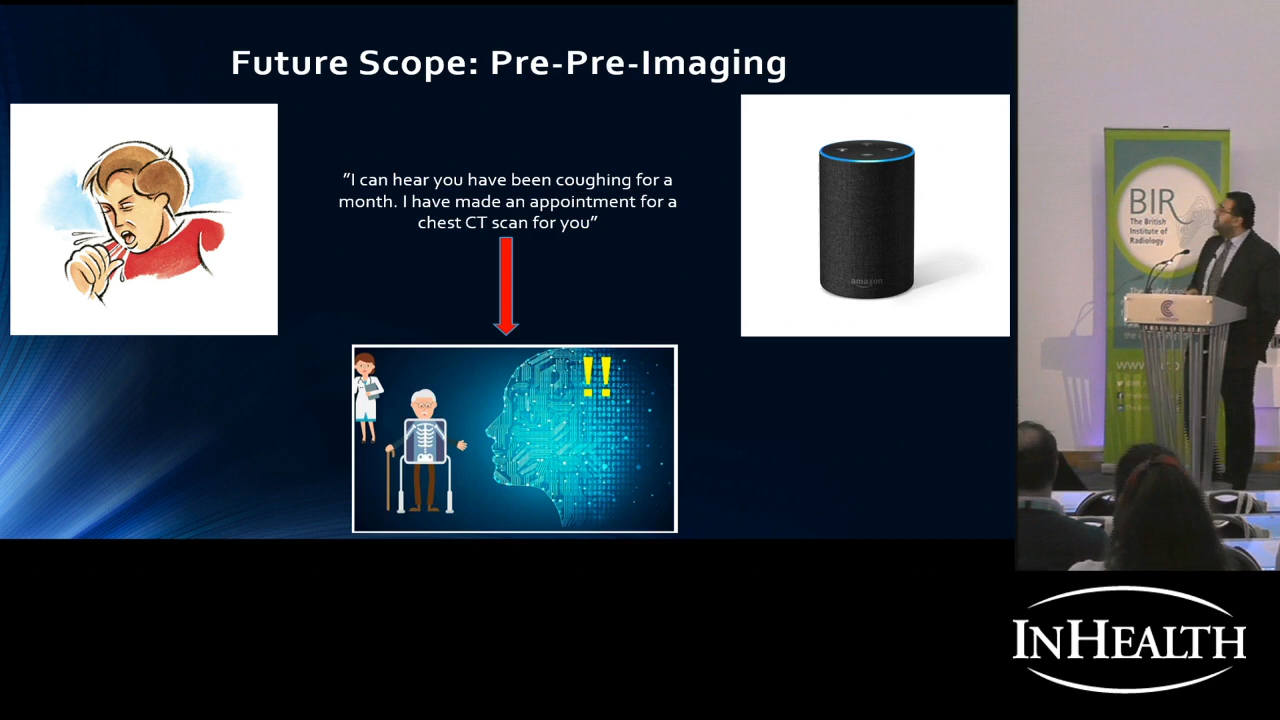 Future Scope: Pre-Pre-Imaging
"I can hear you have been coughing for a
month. I have made an appointment for a
chest CT scan for you"
amazon
!!
BIR
The British
Institute of
Radiology
www.
INHEALTH